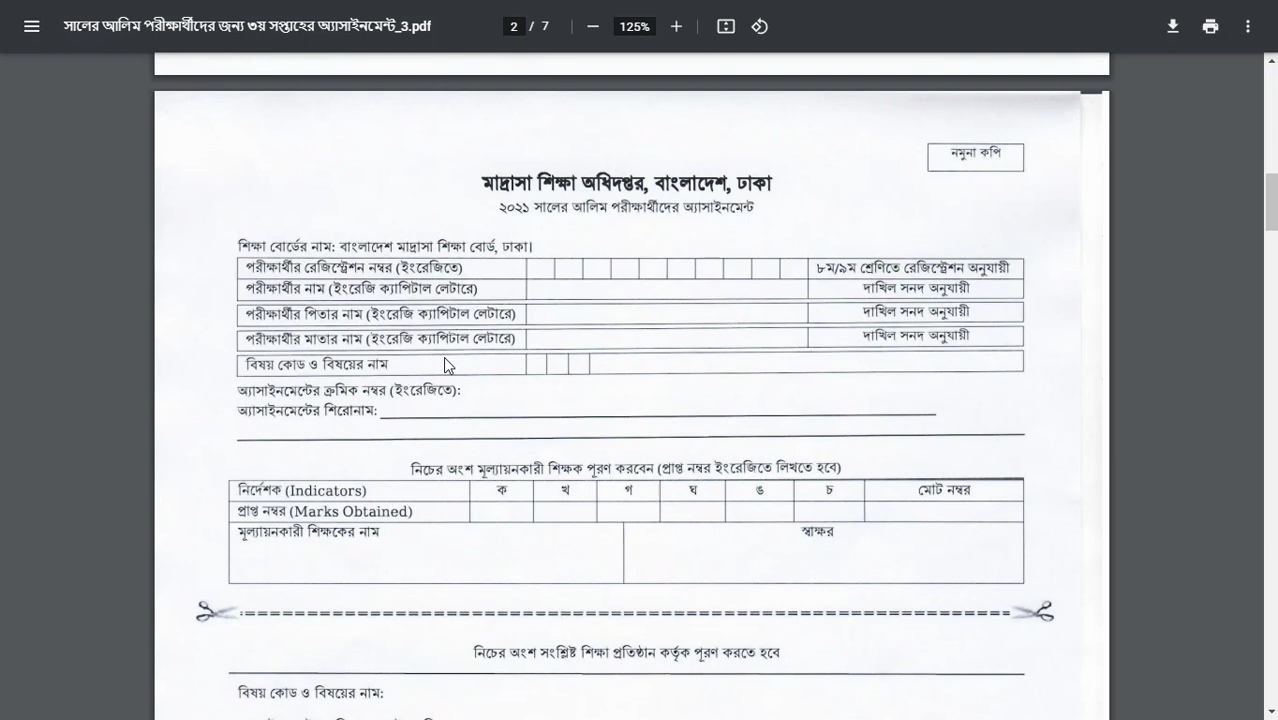 সালের আলিম পরীক্ষার্থীদের জন্য ৩য় সপ্তাহের অ্যাসাইনমেন্ট_3.pdf
2 / 7
125%
নমুনা কপি
মাদ্রাসা শিক্ষা অধিদপ্তর, বাংলাদেশ, ঢাকা
২০২১ সালের আলিম পরীক্ষার্থীদের অ্যাসাইনমেন্ট
শিক্ষা বোর্ডের নাম: বাংলাদেশ মাদ্রাসা শিক্ষা বোর্ড, ঢাকা।
পরীক্ষার্থীর রেজিস্ট্রেশন নম্বর (ইংরেজিতে) ৮ম/৯ম শ্রেণিতে রেজিস্ট্রেশন অনুযায়ী
পরীক্ষার্থীর নাম (ইংরেজি ক্যাপিটাল লেটারে) দাখিল সনদ অনুযায়ী
পরীক্ষার্থীর পিতার নাম (ইংরেজি ক্যাপিটাল লেটারে) দাখিল সনদ অনুযায়ী
পরীক্ষার্থীর মাতার নাম (ইংরেজি ক্যাপিটাল লেটারে) দাখিল সনদ অনুযায়ী
বিষয় কোড ও বিষয়ের নাম
অ্যাসাইনমেন্টের ক্রমিক নম্বর (ইংরেজিতে):
অ্যাসাইনমেন্টের শিরোনাম:
নিচের অংশ মূল্যায়নকারী শিক্ষক পূরণ করবেন (প্রাপ্ত নম্বর ইংরেজিতে লিখতে হবে)
নির্দেশক (Indicators) ক খ গ ঘ ঙ চ মোট নম্বর
প্রাপ্ত নম্বর (Marks Obtained)
মূল্যায়নকারী শিক্ষকের নাম স্বাক্ষর
নিচের অংশ সংশ্লিষ্ট শিক্ষা প্রতিষ্ঠান কর্তৃক পূরণ করতে হবে
বিষয় কোড ও বিষয়ের নাম: